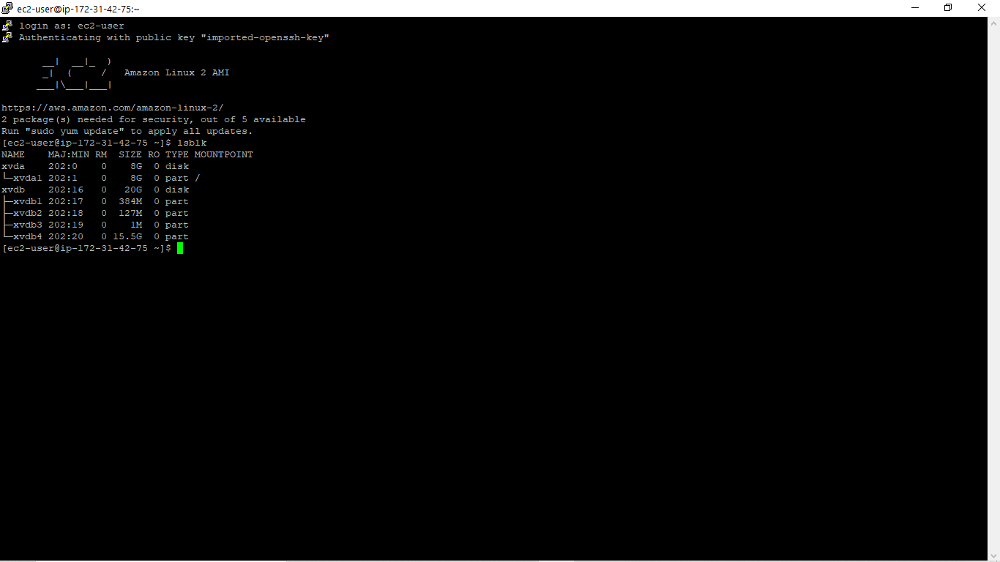 ec2-user@ip-172-31-42-75:~
login as: ec2-user
Authenticating with public key "imported-openssh-key"
       __|  __|_  )
       _|  (     /   Amazon Linux 2 AMI
      ___|\___|___|
https://aws.amazon.com/amazon-linux-2/
2 package(s) needed for security, out of 5 available
Run "sudo yum update" to apply all updates.
[ec2-user@ip-172-31-42-75 ~]$ lsblk
NAME    MAJ:MIN RM  SIZE RO TYPE MOUNTPOINT
xvda    202:0    0    8G  0 disk
└─xvda1 202:1    0    8G  0 part /
xvdb    202:16   0   20G  0 disk
├─xvdb1 202:17   0  384M  0 part
├─xvdb2 202:18   0  127M  0 part
├─xvdb3 202:19   0    1M  0 part
└─xvdb4 202:20   0 15.5G  0 part
[ec2-user@ip-172-31-42-75 ~]$